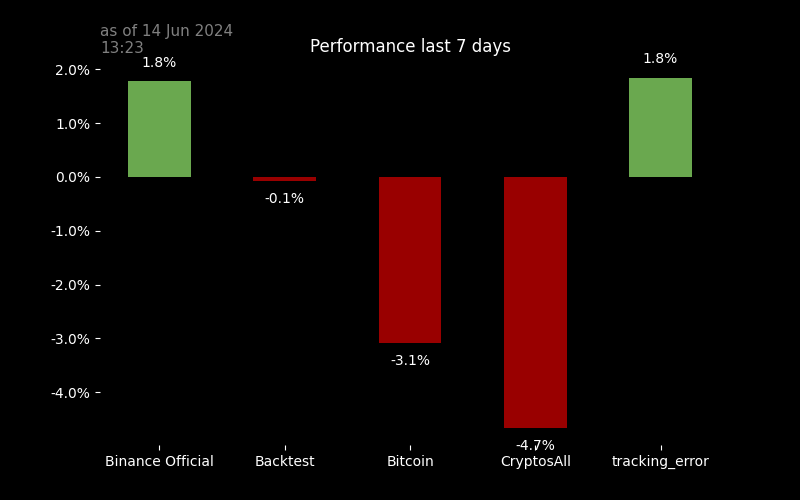 as of 14 Jun 2024
13:23
Performance last 7 days
1.8%
1.8%
2.0%
1.0%
0.0%
-0.1%
-1.0%
-2.0%
-3.0%
-3.1%
-4.0%
-4.7%
Binance Official
Backtest
Bitcoin
CryptosAll
tracking_error